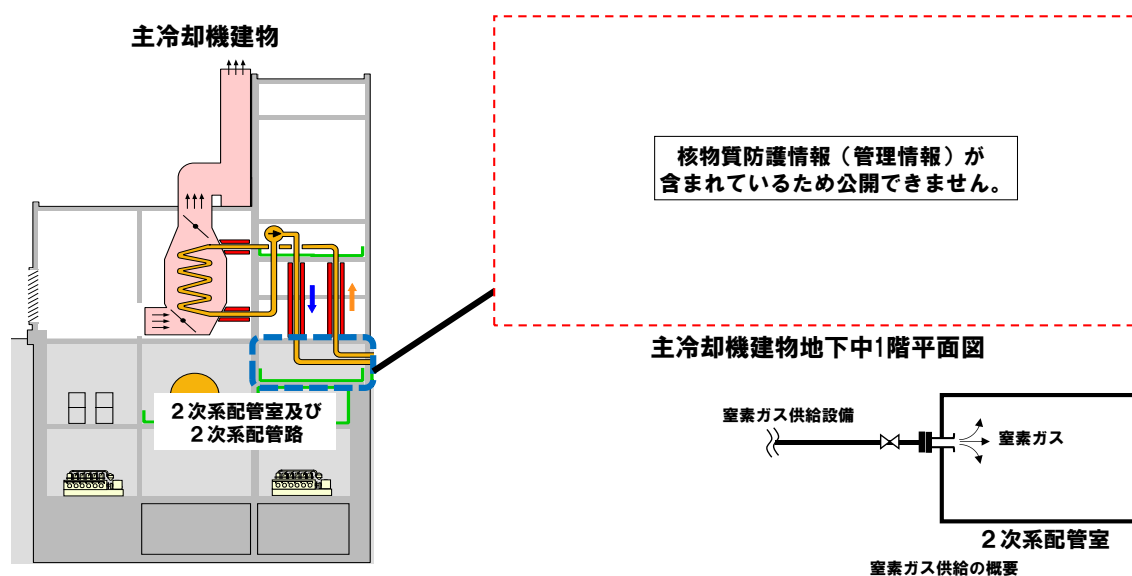 主冷却機建物
核物質防護情報（管理情報）が
含まれているため公開できません。
主冷却機建物地下中1階平面図
２次系配管室及び
２次系配管路
窒素ガス供給設備
窒素ガス
２次系配管室
窒素ガス供給の概要